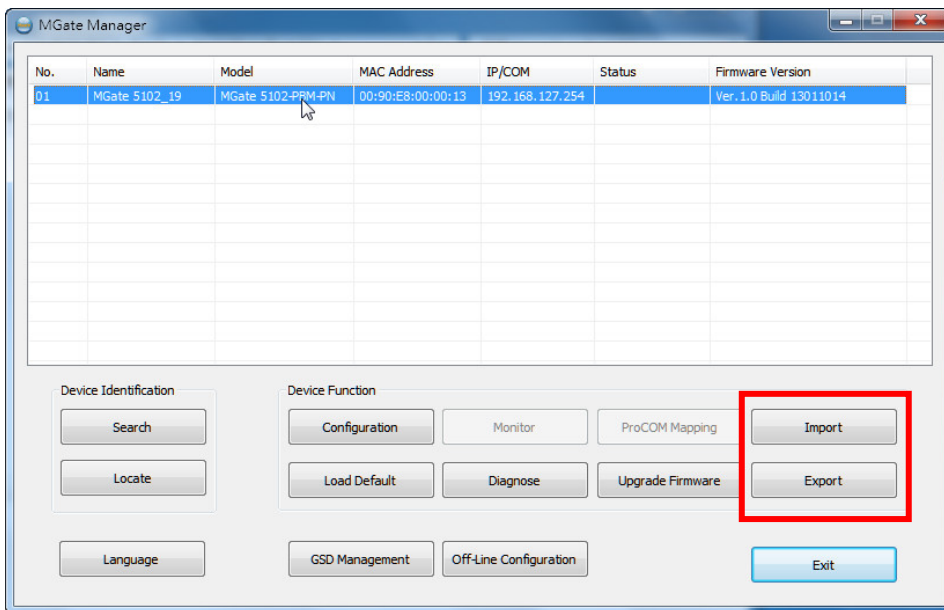 MGate Manager
No. Name Model MAC Address IP/COM Status Firmware Version
01 MGate 5102_19 MGate 5102-PBM-PN 00:90:E8:00:00:13 192.168.127.254 Ver.1.0 Build 13011014
Device Identification Device Function
Search Configuration Monitor ProCOM Mapping Import
Locate Load Default Diagnose Upgrade Firmware Export
Language GSD Management Off-Line Configuration Exit